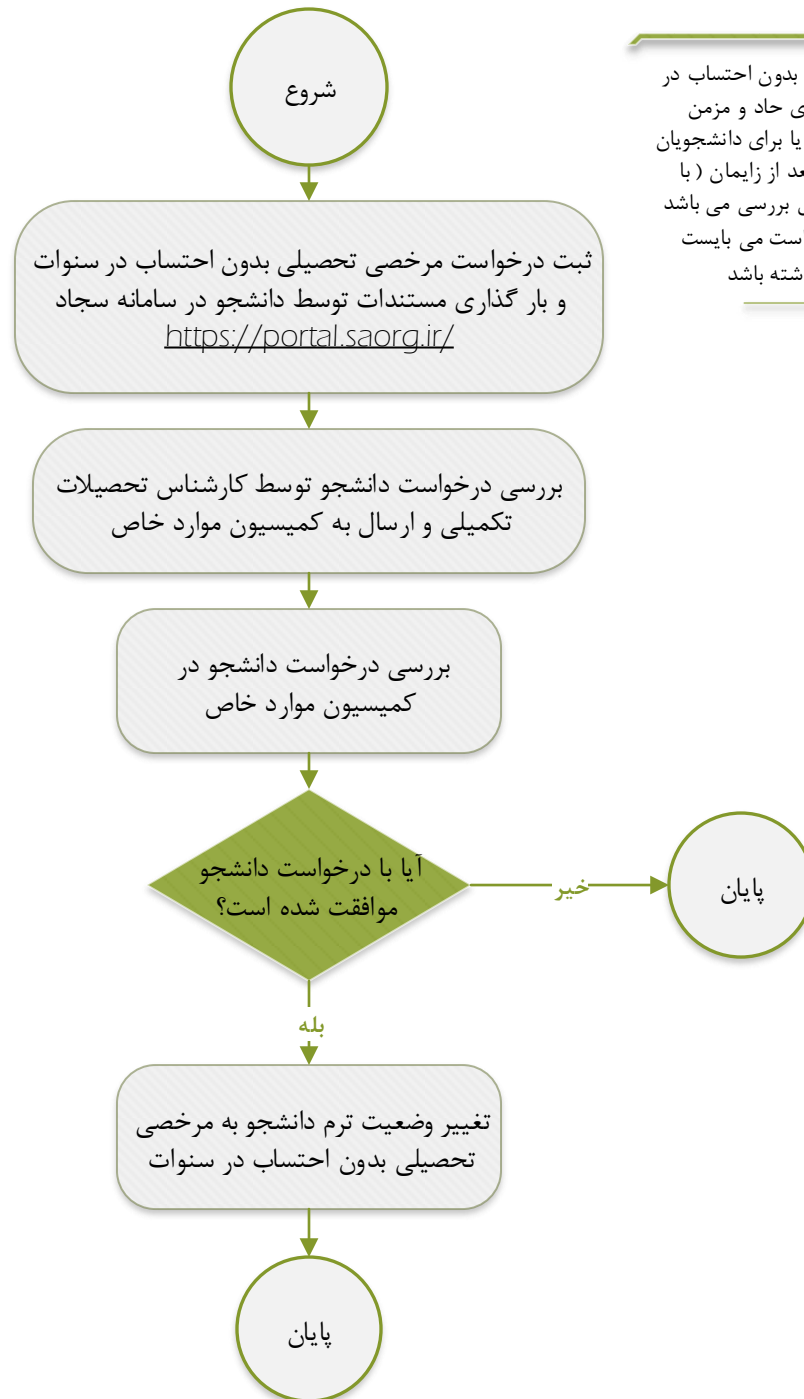 شروع
بدون احتساب در
ی حاد و مزمن
یا برای دانشجویان
عد از زایمان ( با
بررسی می باشد
است می بایست
شته باشد
ثبت درخواست مرخصی تحصیلی بدون احتساب در سنوات
و بار گذاری مستندات توسط دانشجو در سامانه سجاد
https://portal.saorg.ir/
بررسی درخواست دانشجو توسط کارشناس تحصیلات
تکمیلی و ارسال به کمیسیون موارد خاص
بررسی درخواست دانشجو در
کمیسیون موارد خاص
آیا با درخواست دانشجو
موافقت شده است؟
خیر
پایان
بله
تغییر وضعیت ترم دانشجو به مرخصی
تحصیلی بدون احتساب در سنوات
پایان